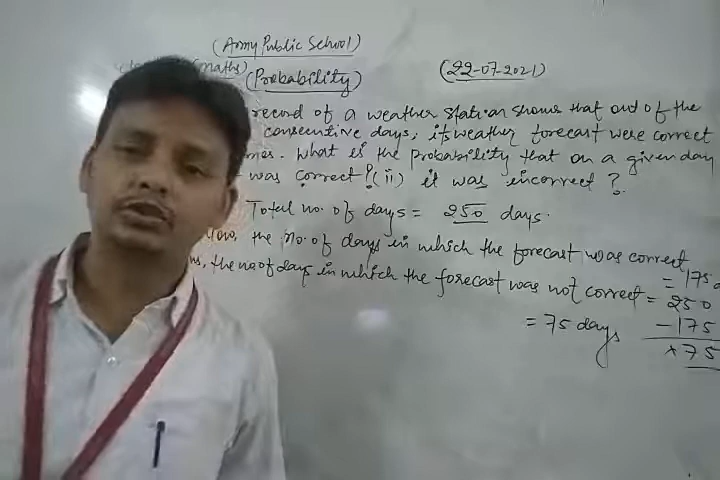 (Army Public School)
(maths) (22-07-2021)
(Probability)
record of a weather station shows that out of the
consecutive days, its weather forecast were correct
What is the probability that on a given day
was correct? (ii) it was incorrect?
Total no. of days = 250 days.
Now, the No. of days in which the forecast was correct
= 175
the no of days in which the forecast was not correct = 250
- 175
= 75 days
× 75